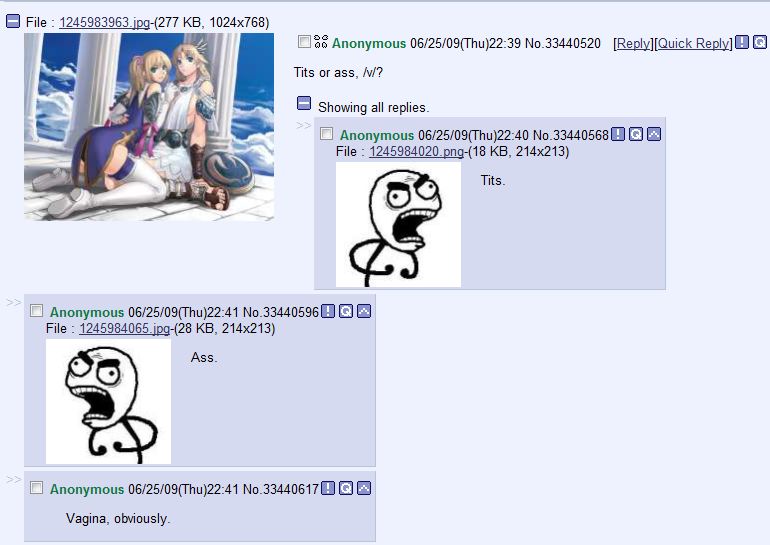 File : 1245983963.jpg-(277 KB, 1024x768)
Anonymous 06/25/09(Thu)22:39 No.33440520 [Reply][Quick Reply] ! Q
Tits or ass, /v/?
Showing all replies.
>> Anonymous 06/25/09(Thu)22:40 No.33440568 ! Q
File : 1245984020.png-(18 KB, 214x213)
Tits.
>> Anonymous 06/25/09(Thu)22:41 No.33440596 ! Q
File : 1245984065.jpg-(28 KB, 214x213)
Ass.
>> Anonymous 06/25/09(Thu)22:41 No.33440617 ! Q
Vagina, obviously.